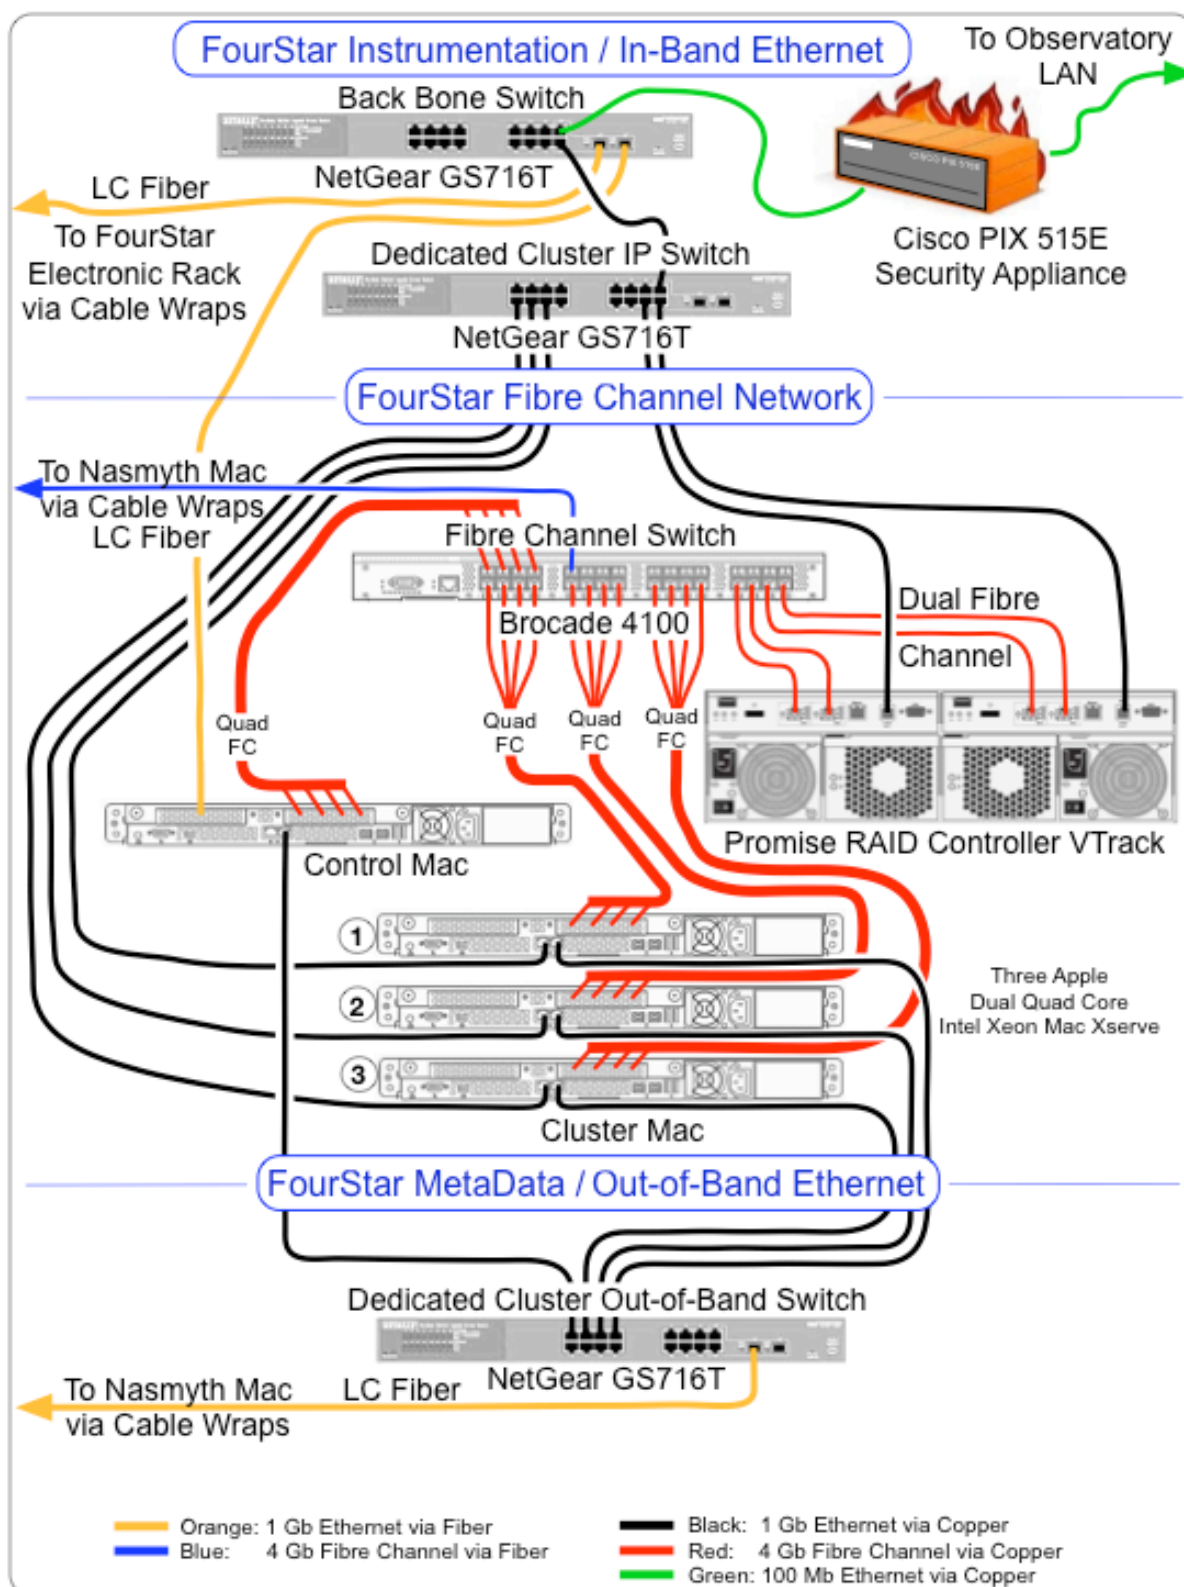 FourStar Instrumentation / In-Band Ethernet
To Observatory
LAN
Back Bone Switch
CISCO PIX 515E
NetGear GS716T
LC Fiber
To FourStar
Electronic Rack
via Cable Wraps
Cisco PIX 515E
Security Appliance
Dedicated Cluster IP Switch
NetGear GS716T
FourStar Fibre Channel Network
To Nasmyth Mac
via Cable Wraps
LC Fiber
Fibre Channel Switch
Brocade 4100
Dual Fibre
Channel
Quad
FC
Quad
FC
Quad
FC
Quad
FC
Promise RAID Controller VTrack
Control Mac
1
2
3
Three Apple
Dual Quad Core
Intel Xeon Mac Xserve
Cluster Mac
FourStar MetaData / Out-of-Band Ethernet
Dedicated Cluster Out-of-Band Switch
NetGear GS716T
To Nasmyth Mac
via Cable Wraps
LC Fiber
Orange: 1 Gb Ethernet via Fiber
Blue: 4 Gb Fibre Channel via Fiber
Black: 1 Gb Ethernet via Copper
Red: 4 Gb Fibre Channel via Copper
Green: 100 Mb Ethernet via Copper